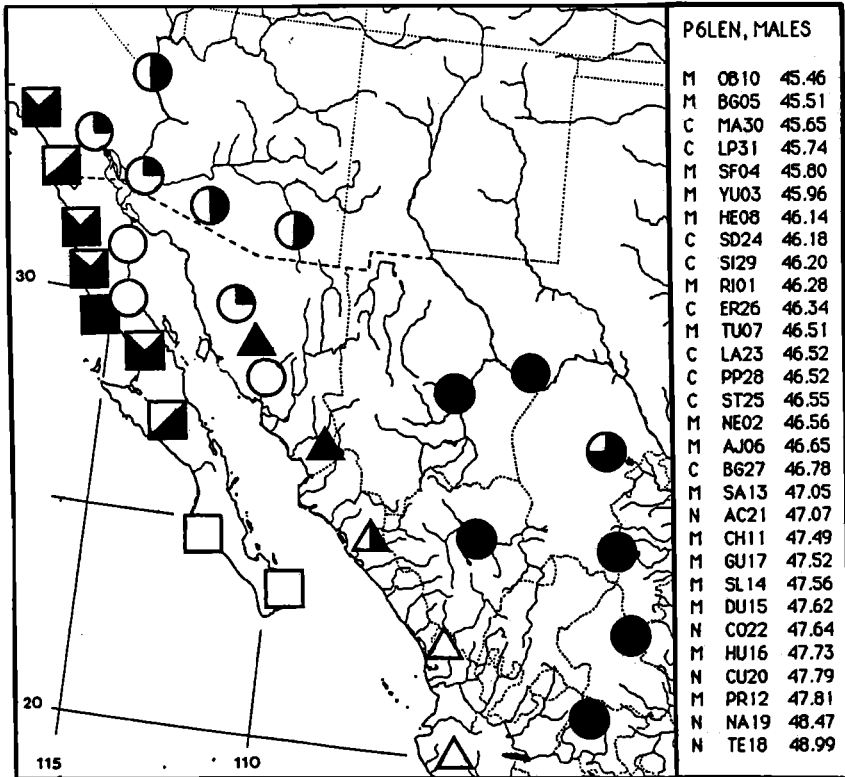 P6LEN, MALES
M OB10 45.46
M BG05 45.51
C MA30 45.65
C LP31 45.74
M SF04 45.80
M YU03 45.96
M HE08 46.14
C SD24 46.18
C SI29 46.20
M RI01 46.28
C ER26 46.34
M TU07 46.51
C LA23 46.52
C PP28 46.52
C ST25 46.55
M NE02 46.56
M AJ06 46.65
C BG27 46.78
M SA13 47.05
N AC21 47.07
M CH11 47.49
M GU17 47.52
M SL14 47.56
M DU15 47.62
N CO22 47.64
M HU16 47.73
N CU20 47.79
M PR12 47.81
N NA19 48.47
N TE18 48.99
30
20
115 110